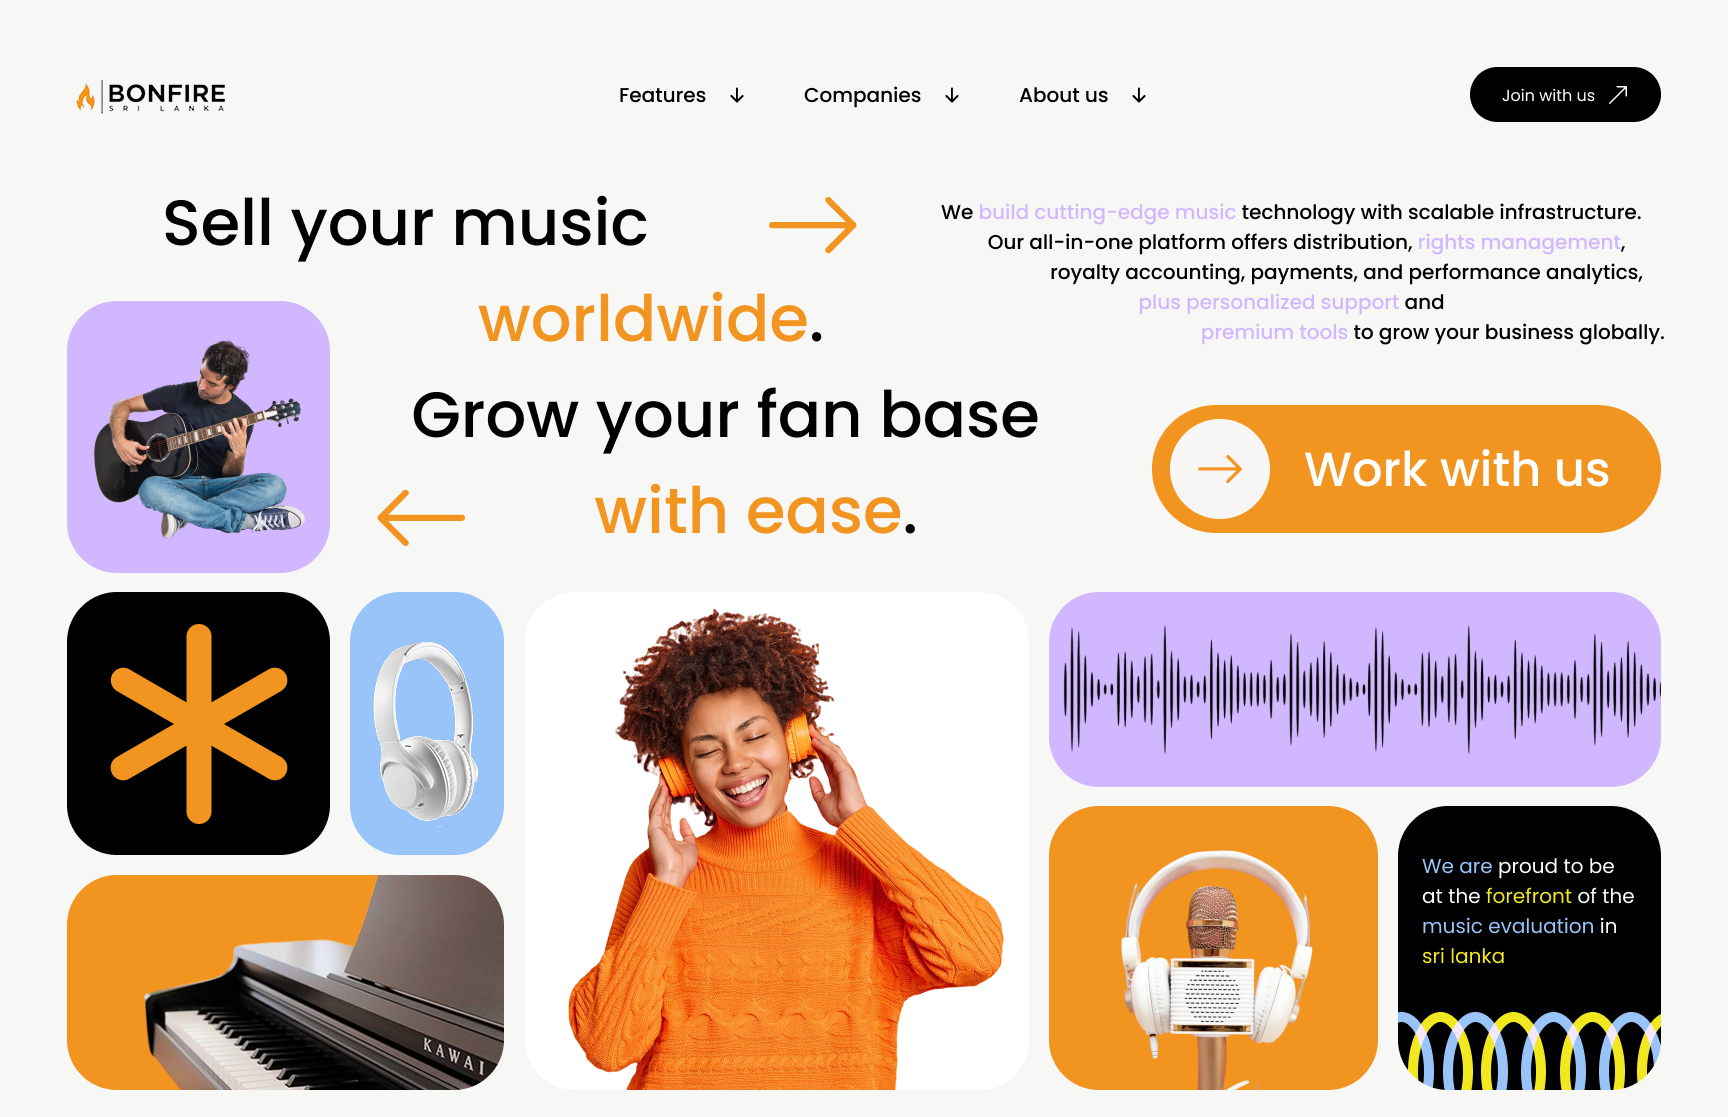 BONFIRE
SRI LANKA
Features
Companies
About us
Join with us
Sell your music
worldwide.
Grow your fan base
with ease.
We build cutting-edge music technology with scalable infrastructure.
Our all-in-one platform offers distribution, rights management,
royalty accounting, payments, and performance analytics,
plus personalized support and
premium tools to grow your business globally.
Work with us
KAWAI
We are proud to be
at the forefront of the
music evaluation in
sri lanka